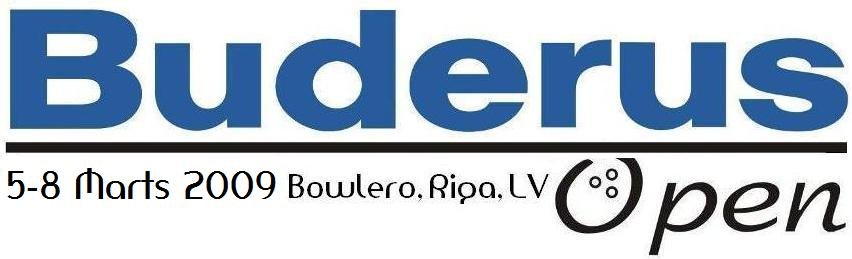 Buderus
5-8 Marts 2009 Bowlero, Riga, LV Open